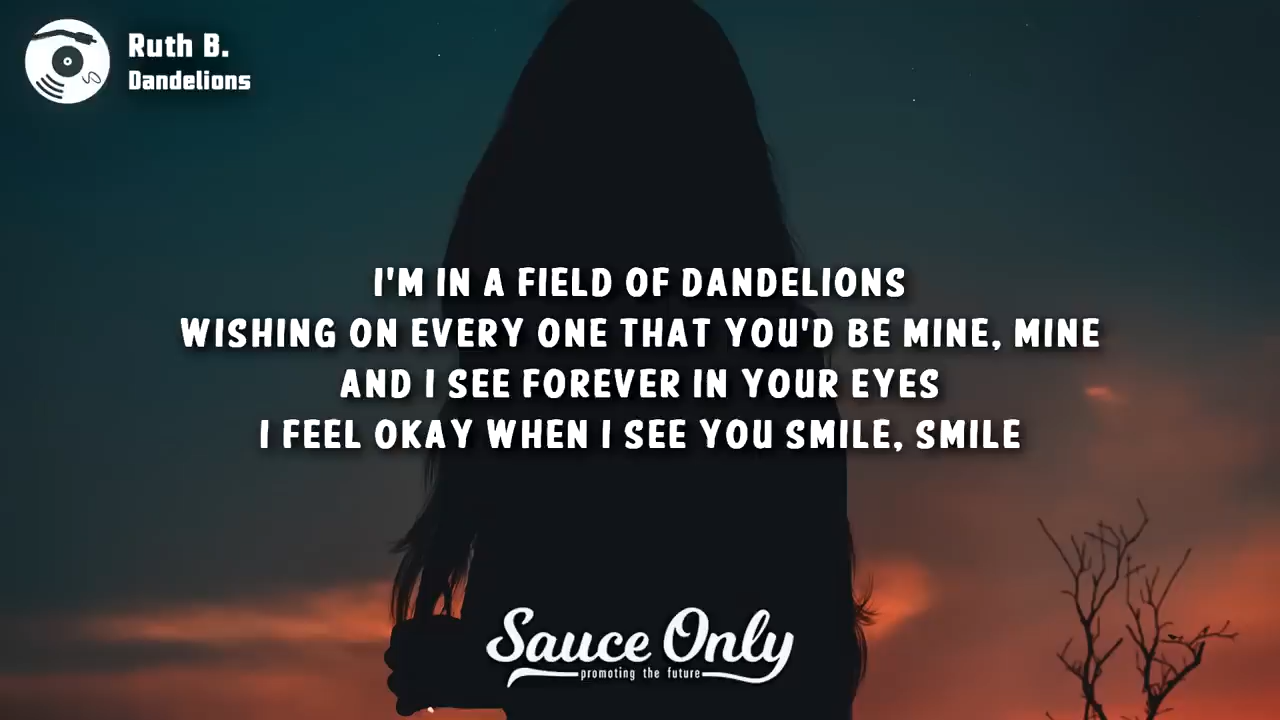 Ruth B.
Dandelions
I'M IN A FIELD OF DANDELIONS
WISHING ON EVERY ONE THAT YOU'D BE MINE, MINE
AND I SEE FOREVER IN YOUR EYES
I FEEL OKAY WHEN I SEE YOU SMILE, SMILE
Sauce Only
promoting the future